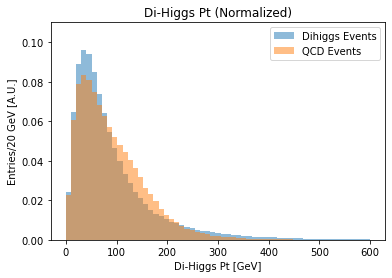 Di-Higgs Pt (Normalized)
Dihiggs Events
QCD Events
Entries/20 GeV [A.U.]
0.10
0.08
0.06
0.04
0.02
0.00
0 100 200 300 400 500 600
Di-Higgs Pt [GeV]